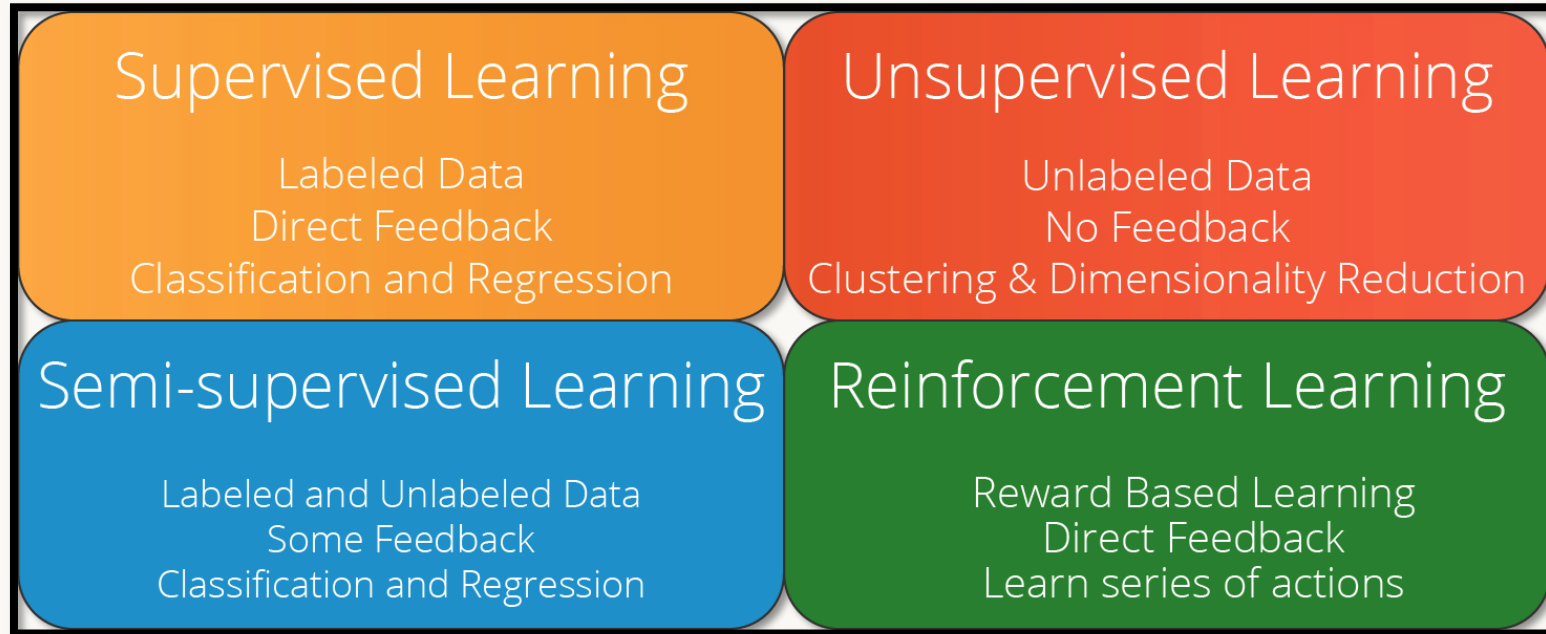 Supervised Learning
Labeled Data
Direct Feedback
Classification and Regression
Unsupervised Learning
Unlabeled Data
No Feedback
Clustering & Dimensionality Reduction
Semi-supervised Learning
Labeled and Unlabeled Data
Some Feedback
Classification and Regression
Reinforcement Learning
Reward Based Learning
Direct Feedback
Learn series of actions